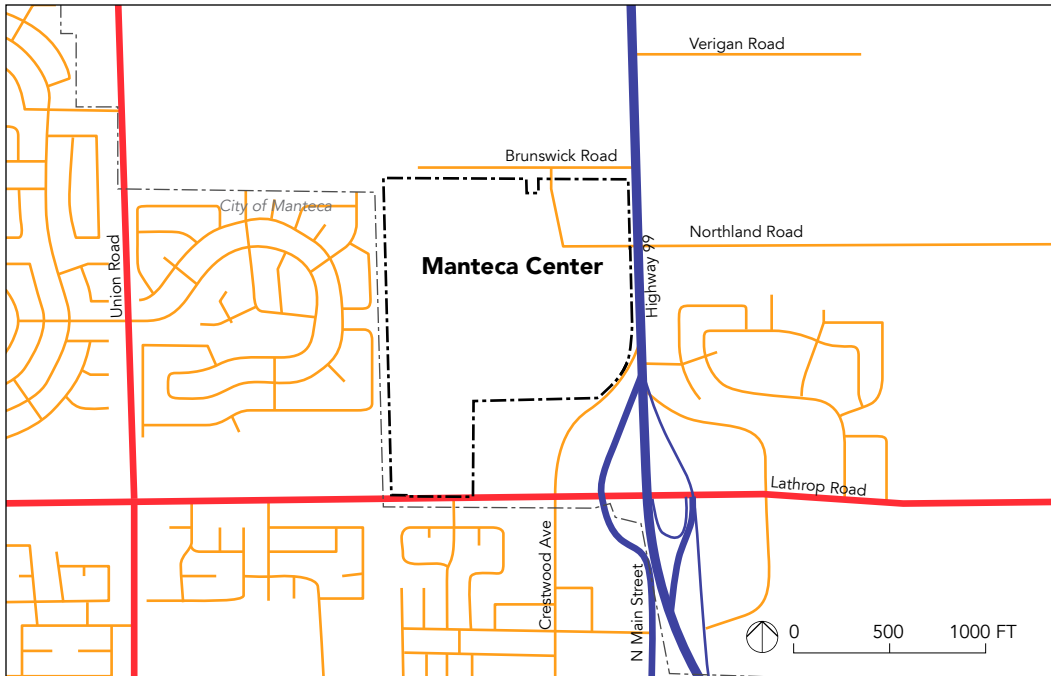 Verigan Road
Brunswick Road
City of Manteca
Northland Road
Manteca Center
Union Road
Highway 99
Lathrop Road
Crestwood Ave
N Main Street
0 500 1000 FT